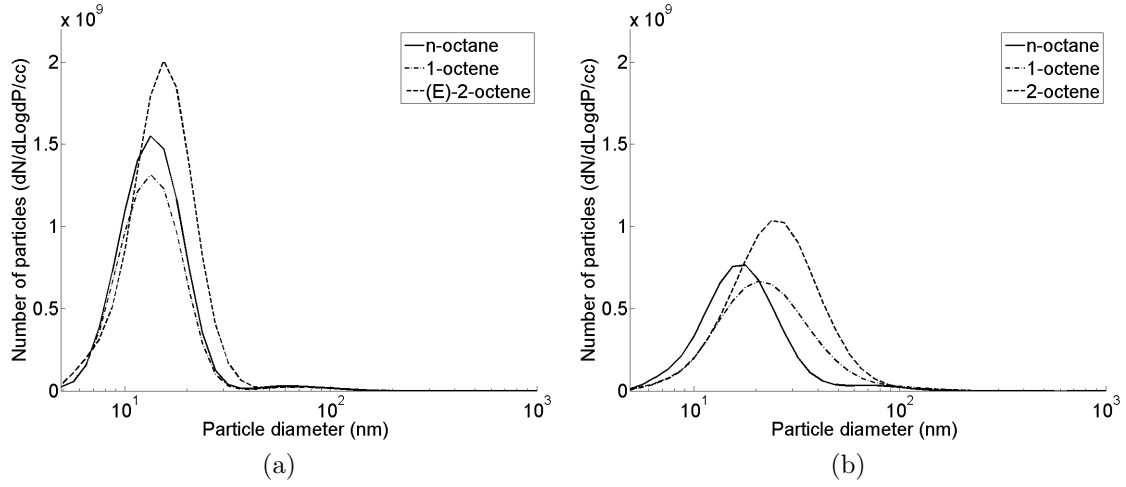 x 10^9
n-octane
1-octene
(E)-2-octene
Number of particles (dN/dLogdP/cc)
2
1.5
1
0.5
0
10^1
10^2
10^3
Particle diameter (nm)
(a)
x 10^9
n-octane
1-octene
2-octene
Number of particles (dN/dLogdP/cc)
2
1.5
1
0.5
0
10^1
10^2
10^3
Particle diameter (nm)
(b)